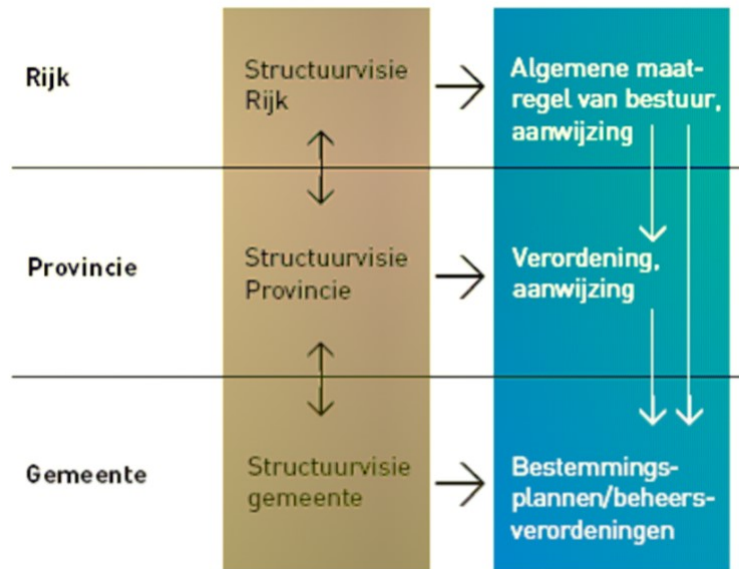 Rijk
Structuurvisie
Rijk
Algemene maat-
regel van bestuur,
aanwijzing
Provincie
Structuurvisie
Provincie
Verordening,
aanwijzing
Gemeente
Structuurvisie
gemeente
Bestemmings-
plannen/beheers-
verordeningen